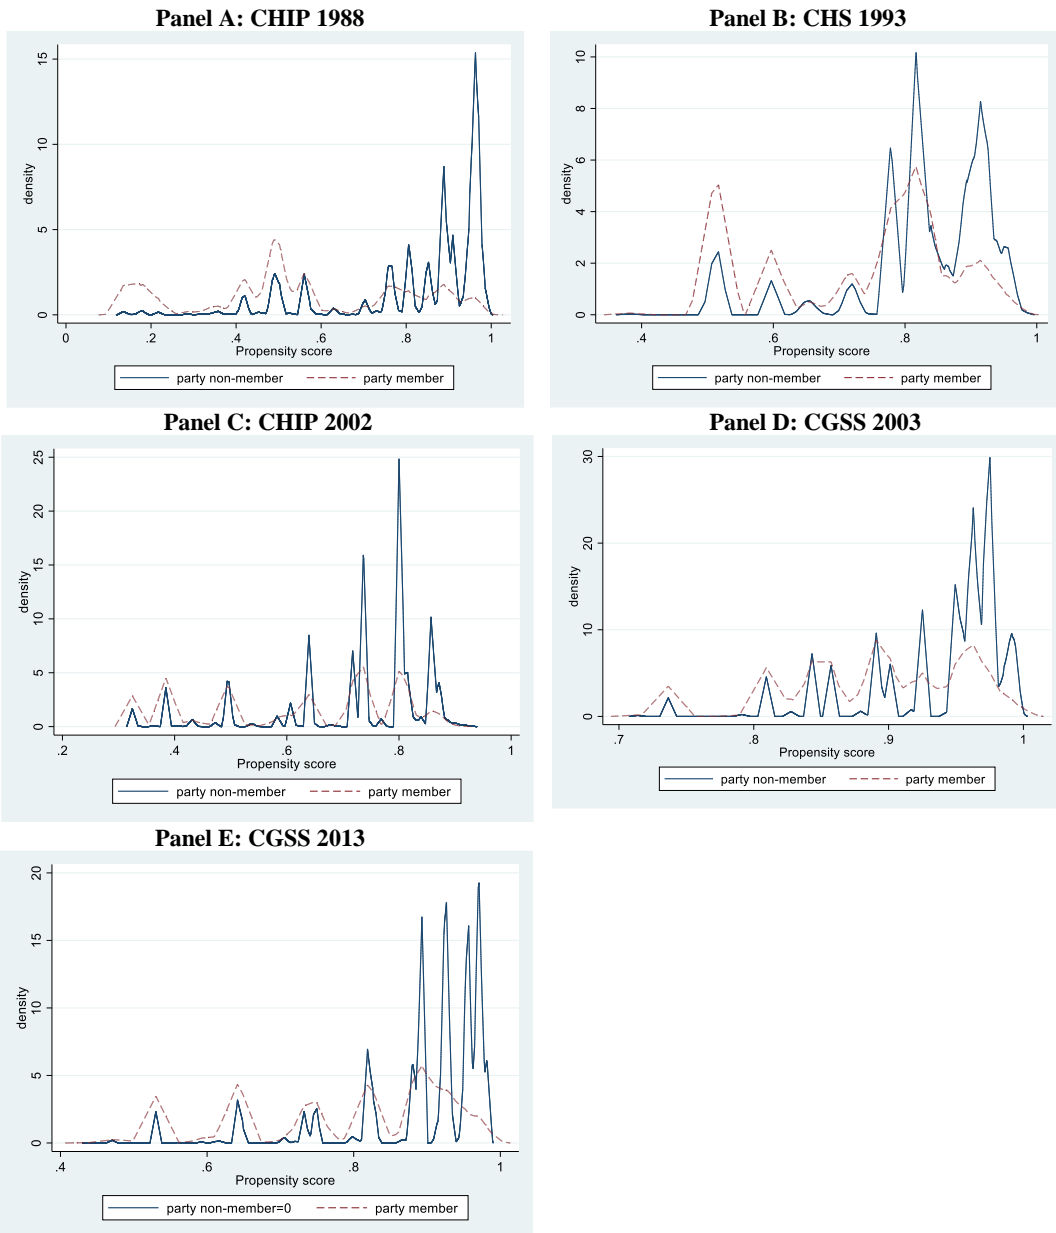 Panel A: CHIP 1988
15
10
5
0
density
0 .2 .4 .6 .8 1
Propensity score
party non-member party member
Panel B: CHS 1993
10
8
6
4
2
0
density
.4 .6 .8 1
Propensity score
party non-member party member
Panel C: CHIP 2002
25
20
15
10
5
0
density
.2 .4 .6 .8 1
Propensity score
party non-member party member
Panel D: CGSS 2003
30
20
10
0
density
.7 .8 .9 1
Propensity score
party non-member party member
Panel E: CGSS 2013
20
15
10
5
0
density
.4 .6 .8 1
Propensity score
party non-member=0 party member